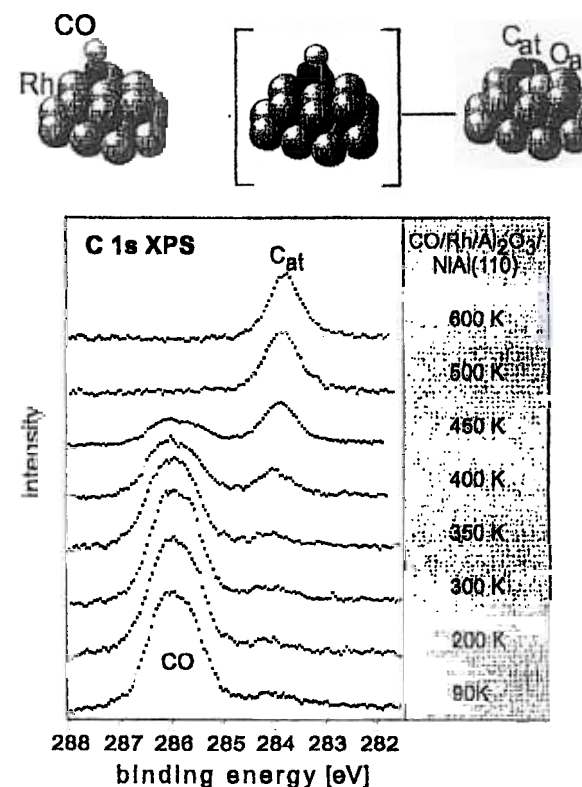 CO
Rh
Cat
C 1s XPS
Cat
CO/Rh/Al2O3/
NiAl(110)
600 K
500 K
450 K
400 K
350 K
300 K
200 K
90K
CO
intensity
288 287 286 285 284 283 282
binding energy [eV]